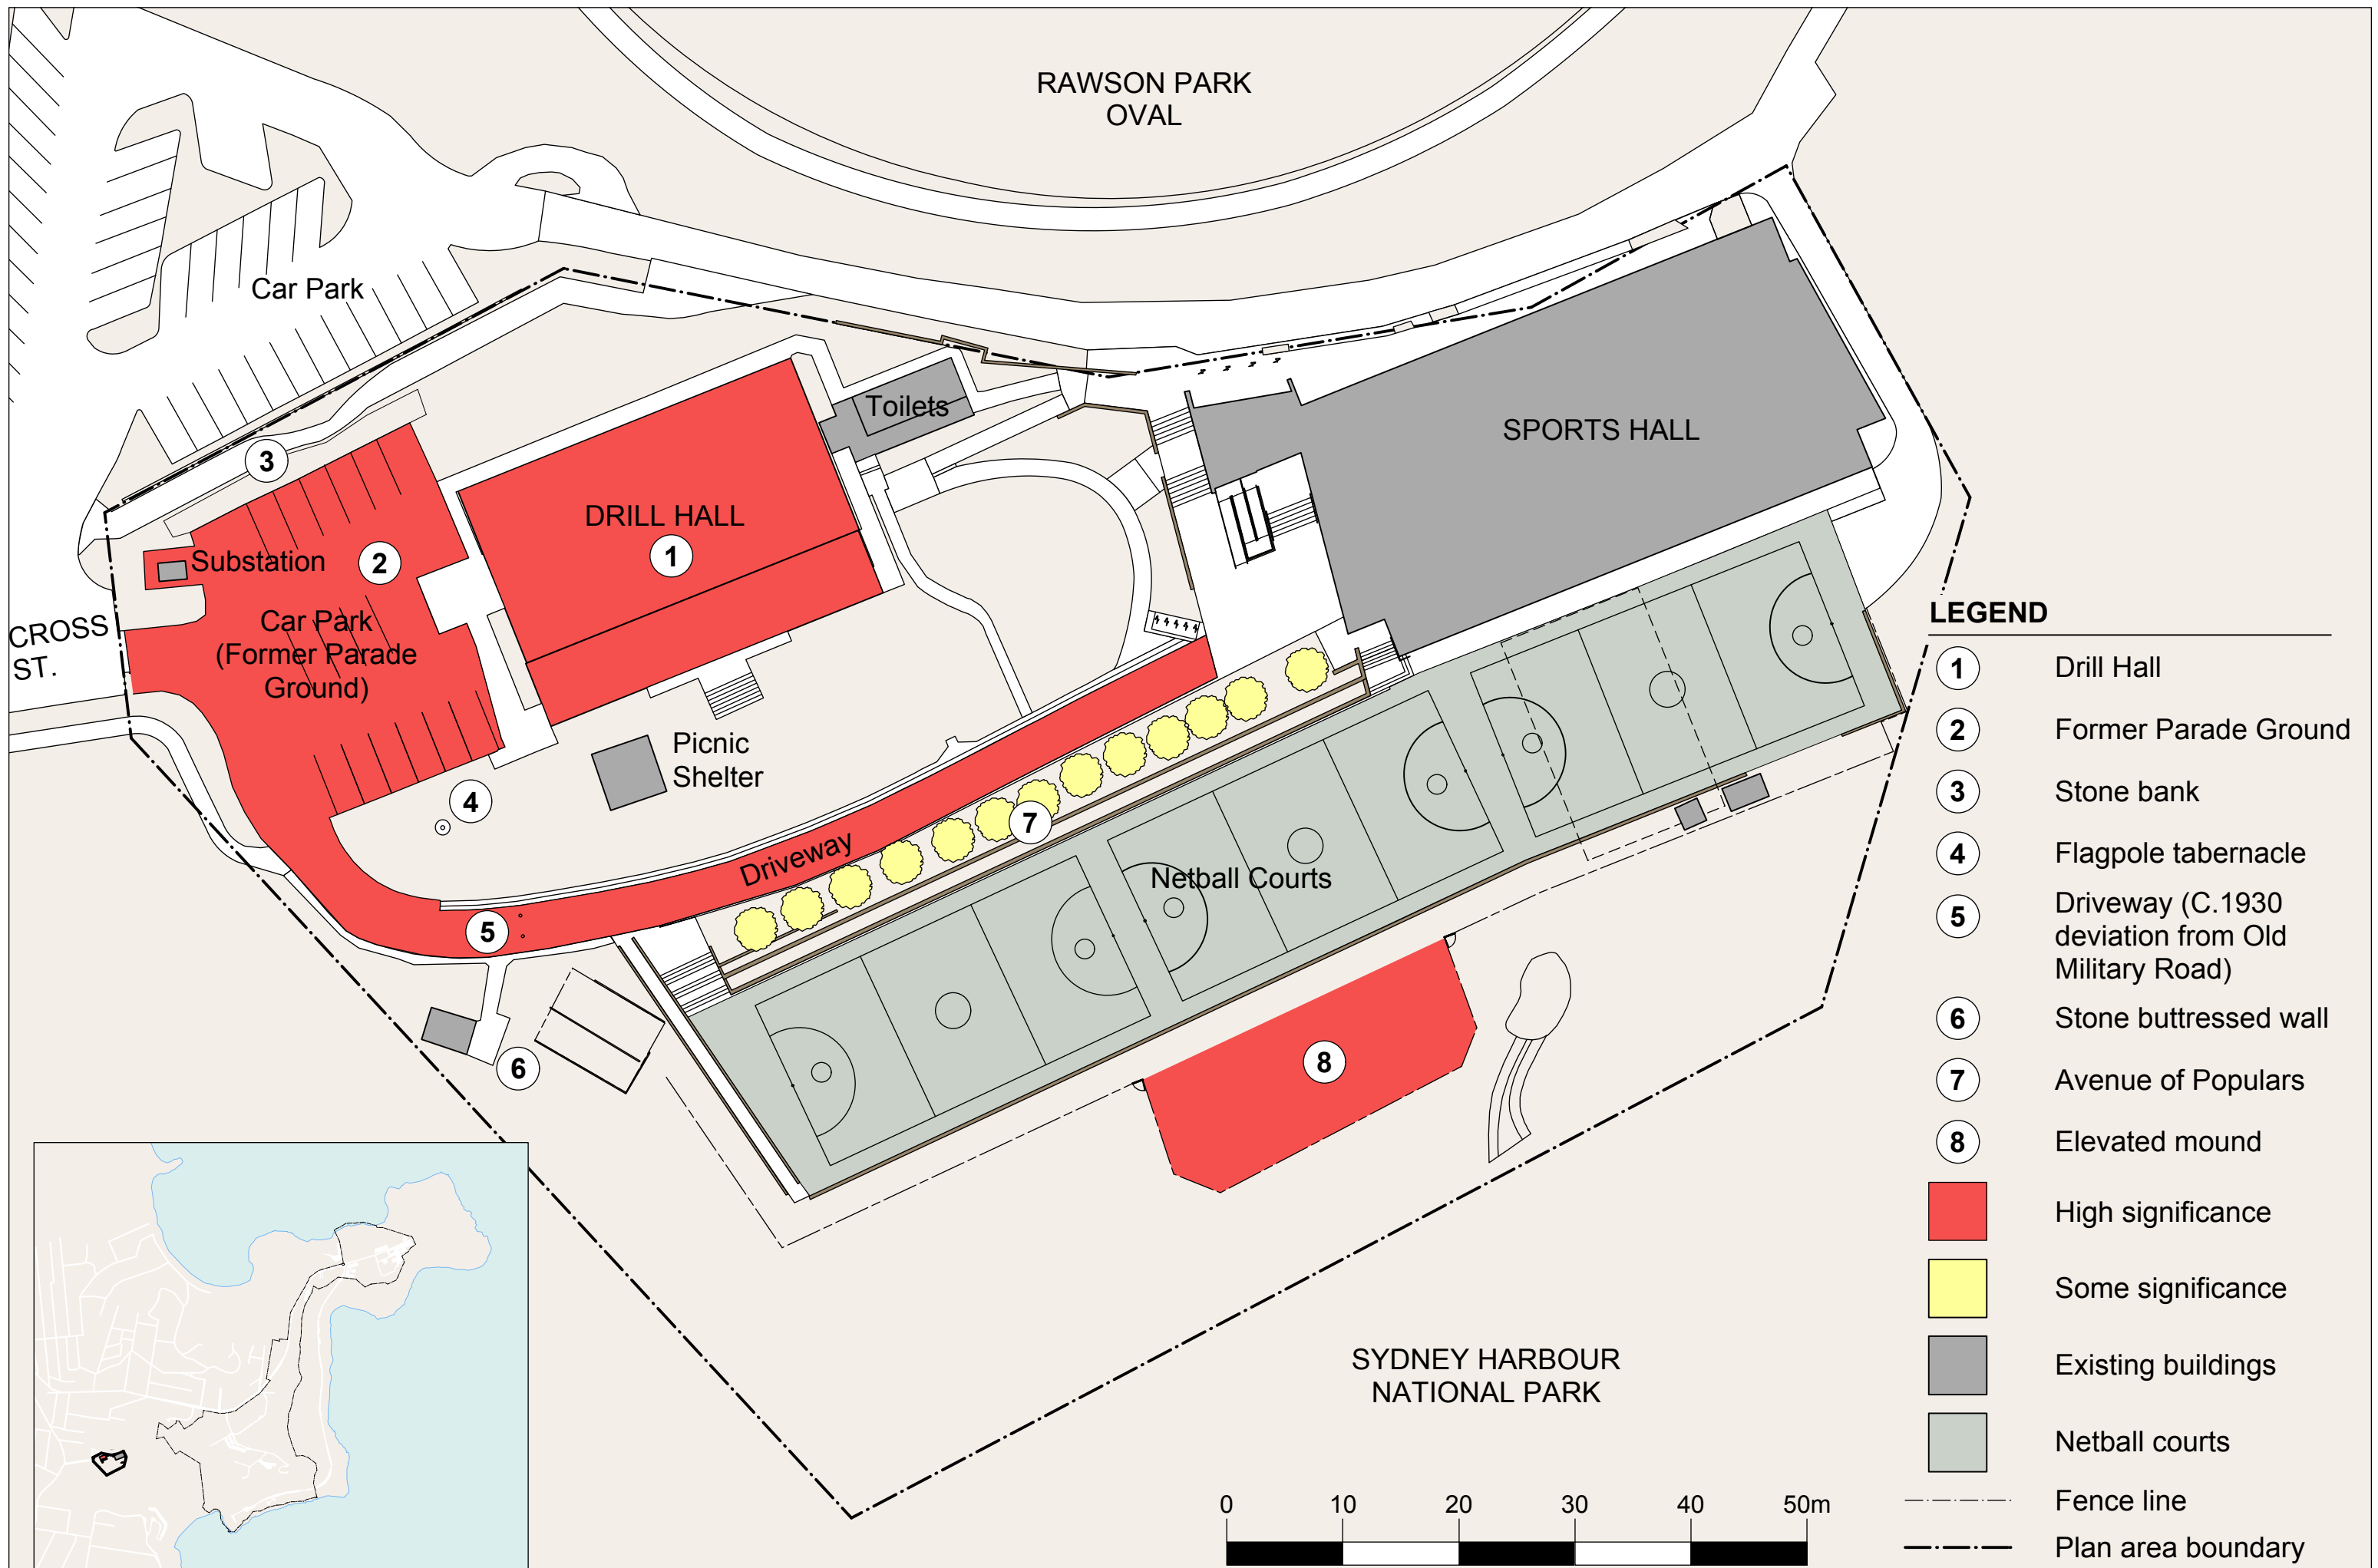 RAWSON PARK
OVAL
Car Park
Toilets
SPORTS HALL
3
DRILL HALL
1
2
Substation
Car Park
(Former Parade
Ground)
CROSS
ST.
Picnic
Shelter
4
7
Driveway
Netball Courts
5
6
8
SYDNEY HARBOUR
NATIONAL PARK
0 10 20 30 40 50m
LEGEND
1 Drill Hall
2 Former Parade Ground
3 Stone bank
4 Flagpole tabernacle
5 Driveway (C.1930
deviation from Old
Military Road)
6 Stone buttressed wall
7 Avenue of Populars
8 Elevated mound
High significance
Some significance
Existing buildings
Netball courts
Fence line
Plan area boundary